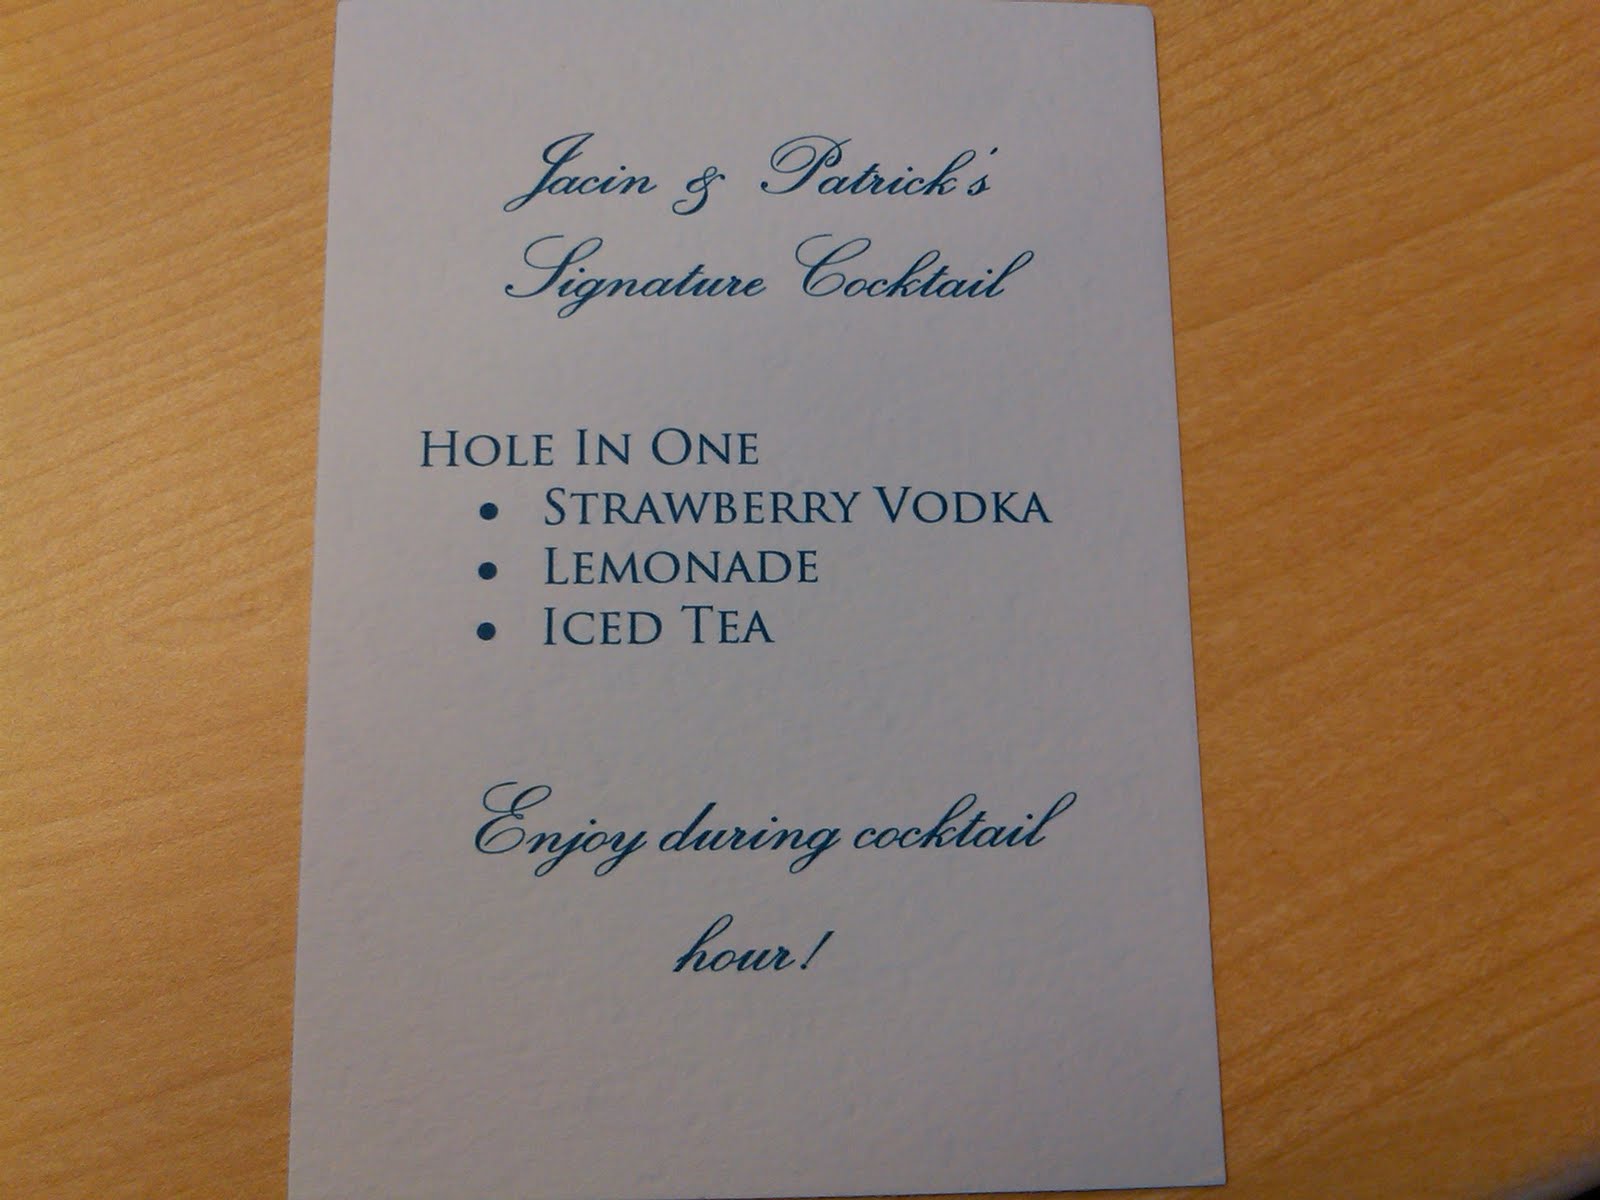 Jacin & Patrick's
Signature Cocktail
Hole In One
• Strawberry Vodka
• Lemonade
• Iced Tea
Enjoy during cocktail
hour!